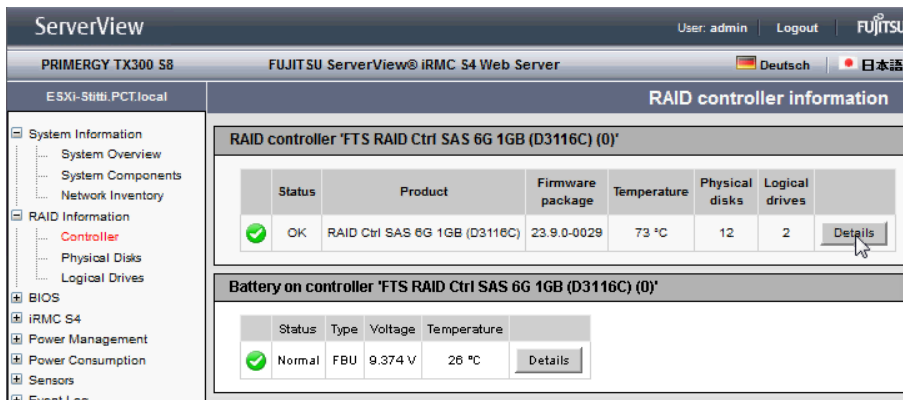 ServerView
User: admin Logout FUJITSU
PRIMERGY TX300 S8 FUJITSU ServerView® iRMC S4 Web Server Deutsch 日本語
ESXi-Stitti.PCT.local RAID controller information
System Information
System Overview
System Components
Network Inventory
RAID Information
Controller
Physical Disks
Logical Drives
BIOS
iRMC S4
Power Management
Power Consumption
Sensors
Event Log
RAID controller 'FTS RAID Ctrl SAS 6G 1GB (D3116C) (0)'
Status Product Firmware package Temperature Physical disks Logical drives
OK RAID Ctrl SAS 6G 1GB (D3116C) 23.9.0-0029 73 °C 12 2 Details
Battery on controller 'FTS RAID Ctrl SAS 6G 1GB (D3116C) (0)'
Status Type Voltage Temperature
Normal FBU 9.374 V 26 °C Details